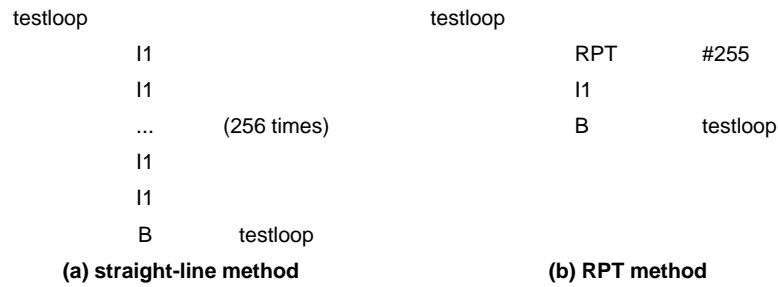 testloop
I1
I1
... (256 times)
I1
I1
B testloop
(a) straight-line method
testloop
RPT #255
I1
B testloop
(b) RPT method